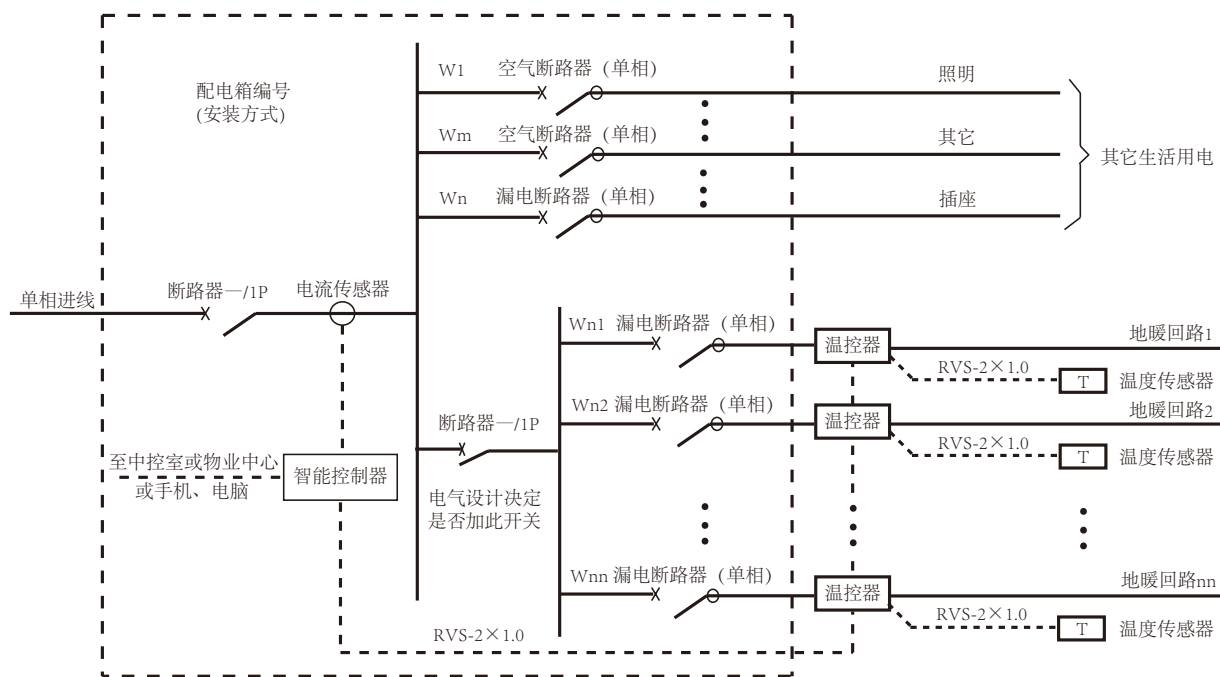 配电箱编号
(安装方式)
W1 空气断路器 (单相)
照明
Wm 空气断路器 (单相)
其它
其它生活用电
Wn 漏电断路器 (单相)
插座
单相进线
断路器—/1P
电流传感器
Wn1 漏电断路器 (单相)
温控器
地暖回路1
RVS-2×1.0
T 温度传感器
Wn2 漏电断路器 (单相)
温控器
地暖回路2
RVS-2×1.0
T 温度传感器
断路器—/1P
至中控室或物业中心
或手机、电脑
智能控制器
电气设计决定
是否加此开关
Wnn 漏电断路器 (单相)
温控器
地暖回路nn
RVS-2×1.0
T 温度传感器
RVS-2×1.0